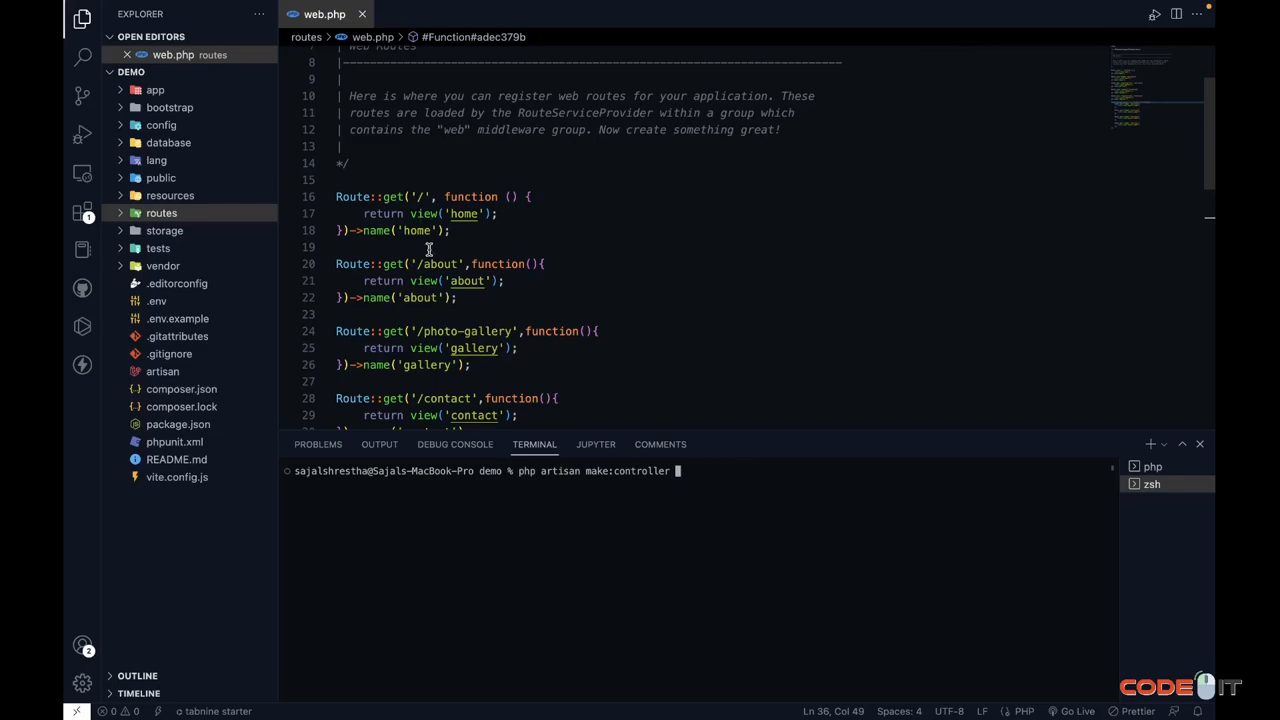 EXPLORER
web.php
OPEN EDITORS
web.php routes
routes > web.php > #Function#adec379b
DEMO
app
bootstrap
config
database
lang
public
resources
routes
storage
tests
vendor
.editorconfig
.env
.env.example
.gitattributes
.gitignore
artisan
composer.json
composer.lock
package.json
phpunit.xml
README.md
vite.config.js
OUTLINE
TIMELINE
7 | Web Routes
8 |--------------------------------------------------------------------------
9 |
10 | Here is where you can register web routes for your application. These
11 | routes are loaded by the RouteServiceProvider within a group which
12 | contains the "web" middleware group. Now create something great!
13 |
14 */
15
16 Route::get('/', function () {
17 return view('home');
18 })->name('home');
19
20 Route::get('/about',function(){
21 return view('about');
22 })->name('about');
23
24 Route::get('/photo-gallery',function(){
25 return view('gallery');
26 })->name('gallery');
27
28 Route::get('/contact',function(){
29 return view('contact');
PROBLEMS OUTPUT DEBUG CONSOLE TERMINAL JUPYTER COMMENTS
sajalshrestha@Sajals-MacBook-Pro demo % php artisan make:controller
php
zsh
1
2
CODE IT
0 0 tabnine starter
Ln 36, Col 49 Spaces: 4 UTF-8 LF PHP Go Live Prettier